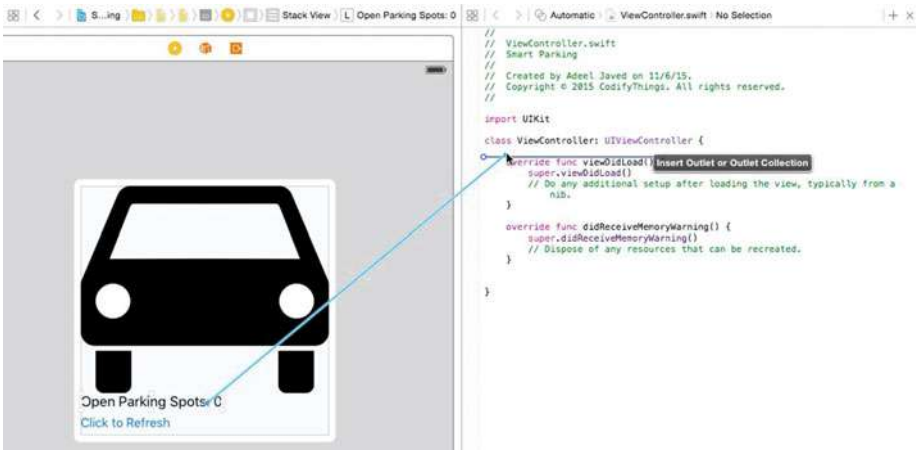 S...ing
Stack View
L Open Parking Spots: 0
Automatic
ViewController.swift
No Selection
//
// ViewController.swift
// Smart Parking
//
// Created by Adeel Javed on 11/6/15.
// Copyright © 2015 CodifyThings. All rights reserved.
//
import UIKit
class ViewController: UIViewController {
override func viewDidLoad()
Insert Outlet or Outlet Collection
super.viewDidLoad()
// Do any additional setup after loading the view, typically from a
nib.
}
override func didReceiveMemoryWarning() {
super.didReceiveMemoryWarning()
// Dispose of any resources that can be recreated.
}
}
Open Parking Spots: 0
Click to Refresh